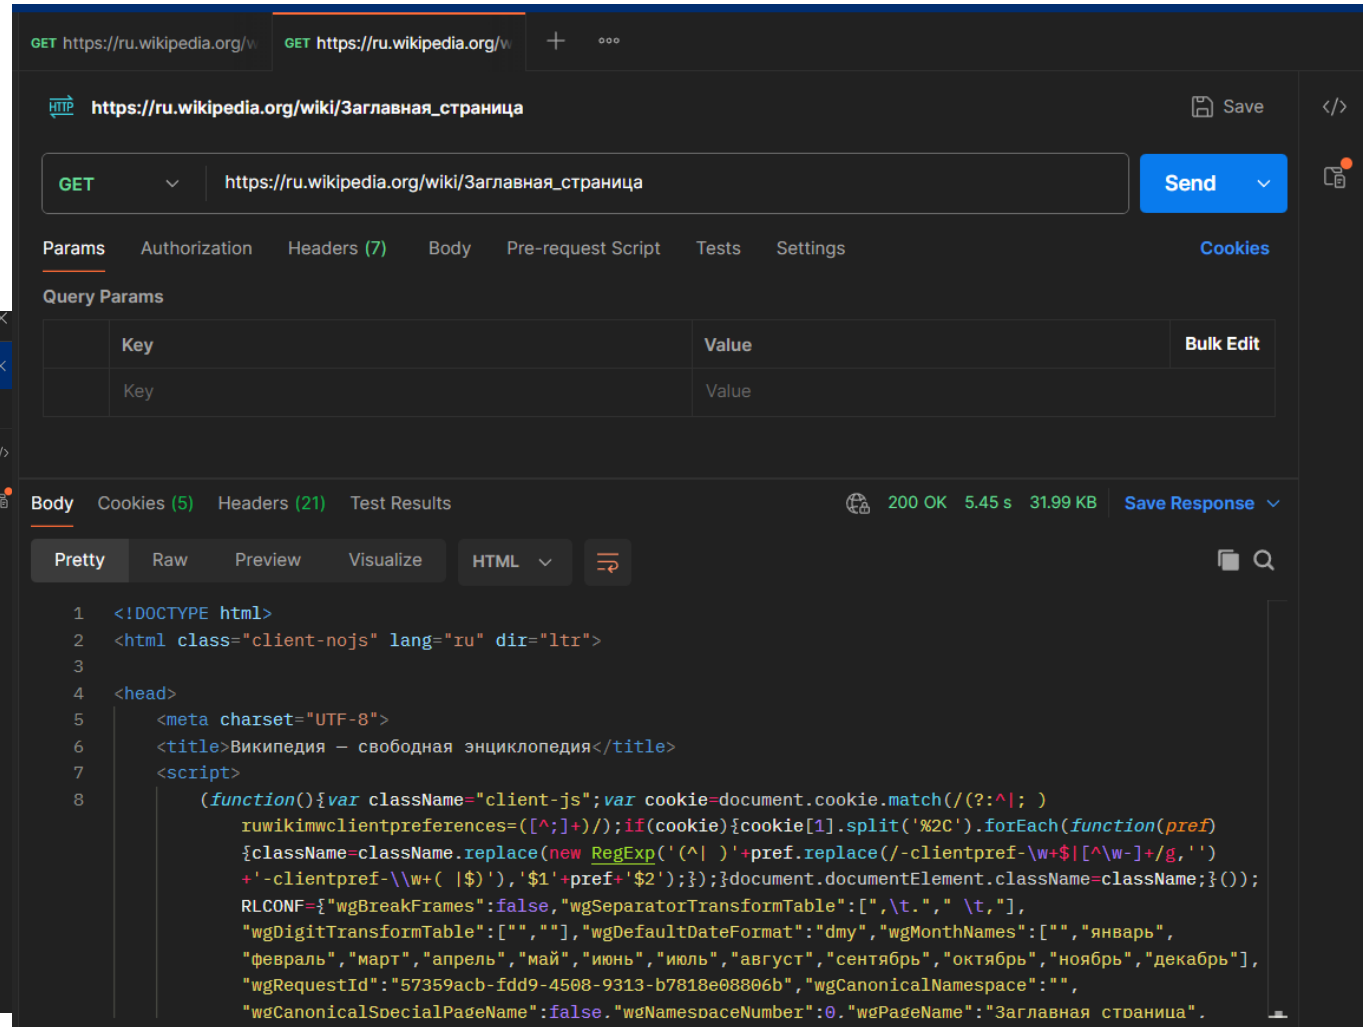 GET https://ru.wikipedia.org/w
GET https://ru.wikipedia.org/w
HTTP https://ru.wikipedia.org/wiki/Заглавная_страница
Save
GET https://ru.wikipedia.org/wiki/Заглавная_страница
Send
Params Authorization Headers (7) Body Pre-request Script Tests Settings Cookies
Query Params
Key Value Bulk Edit
Key Value
Body Cookies (5) Headers (21) Test Results 200 OK 5.45 s 31.99 KB Save Response
Pretty Raw Preview Visualize HTML
1 <!DOCTYPE html>
2 <html class="client-nojs" lang="ru" dir="ltr">
3
4 <head>
5 <meta charset="UTF-8">
6 <title>Википедия — свободная энциклопедия</title>
7 <script>
8 (function(){var className="client-js";var cookie=document.cookie.match(/(?:^|; )
ruwikimwclientpreferences=([^;]+)/);if(cookie){cookie[1].split('%2C').forEach(function(pref)
{className=className.replace(new RegExp('(^| )'+pref.replace(/-clientpref-\w+$|[^\w-]+/g,'')
+'-clientpref-\\w+( |$)'),'$1'+pref+'$2');});}document.documentElement.className=className;}());
RLCONF={"wgBreakFrames":false,"wgSeparatorTransformTable":[",\t."," \t,"],
"wgDigitTransformTable":["",""],"wgDefaultDateFormat":"dmy","wgMonthNames":["","январь",
"февраль","март","апрель","май","июнь","июль","август","сентябрь","октябрь","ноябрь","декабрь"],
"wgRequestId":"57359acb-fdd9-4508-9313-b7818e08806b","wgCanonicalNamespace":"",
"wgCanonicalSpecialPageName":false,"wgNamespaceNumber":0,"wgPageName":"Заглавная_страница",